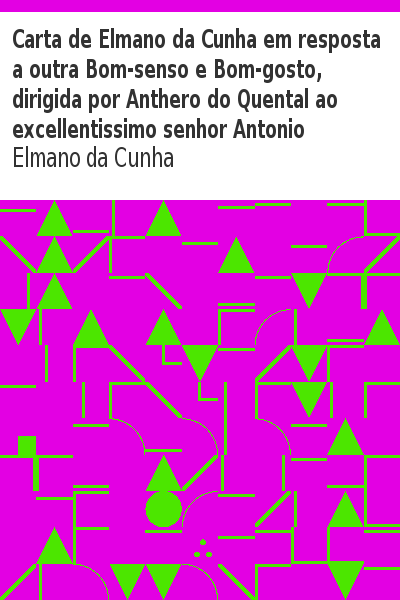 Carta de Elmano da Cunha em resposta
a outra Bom-senso e Bom-gosto,
dirigida por Anthero do Quental ao
excellentissimo senhor Antonio
Elmano da Cunha